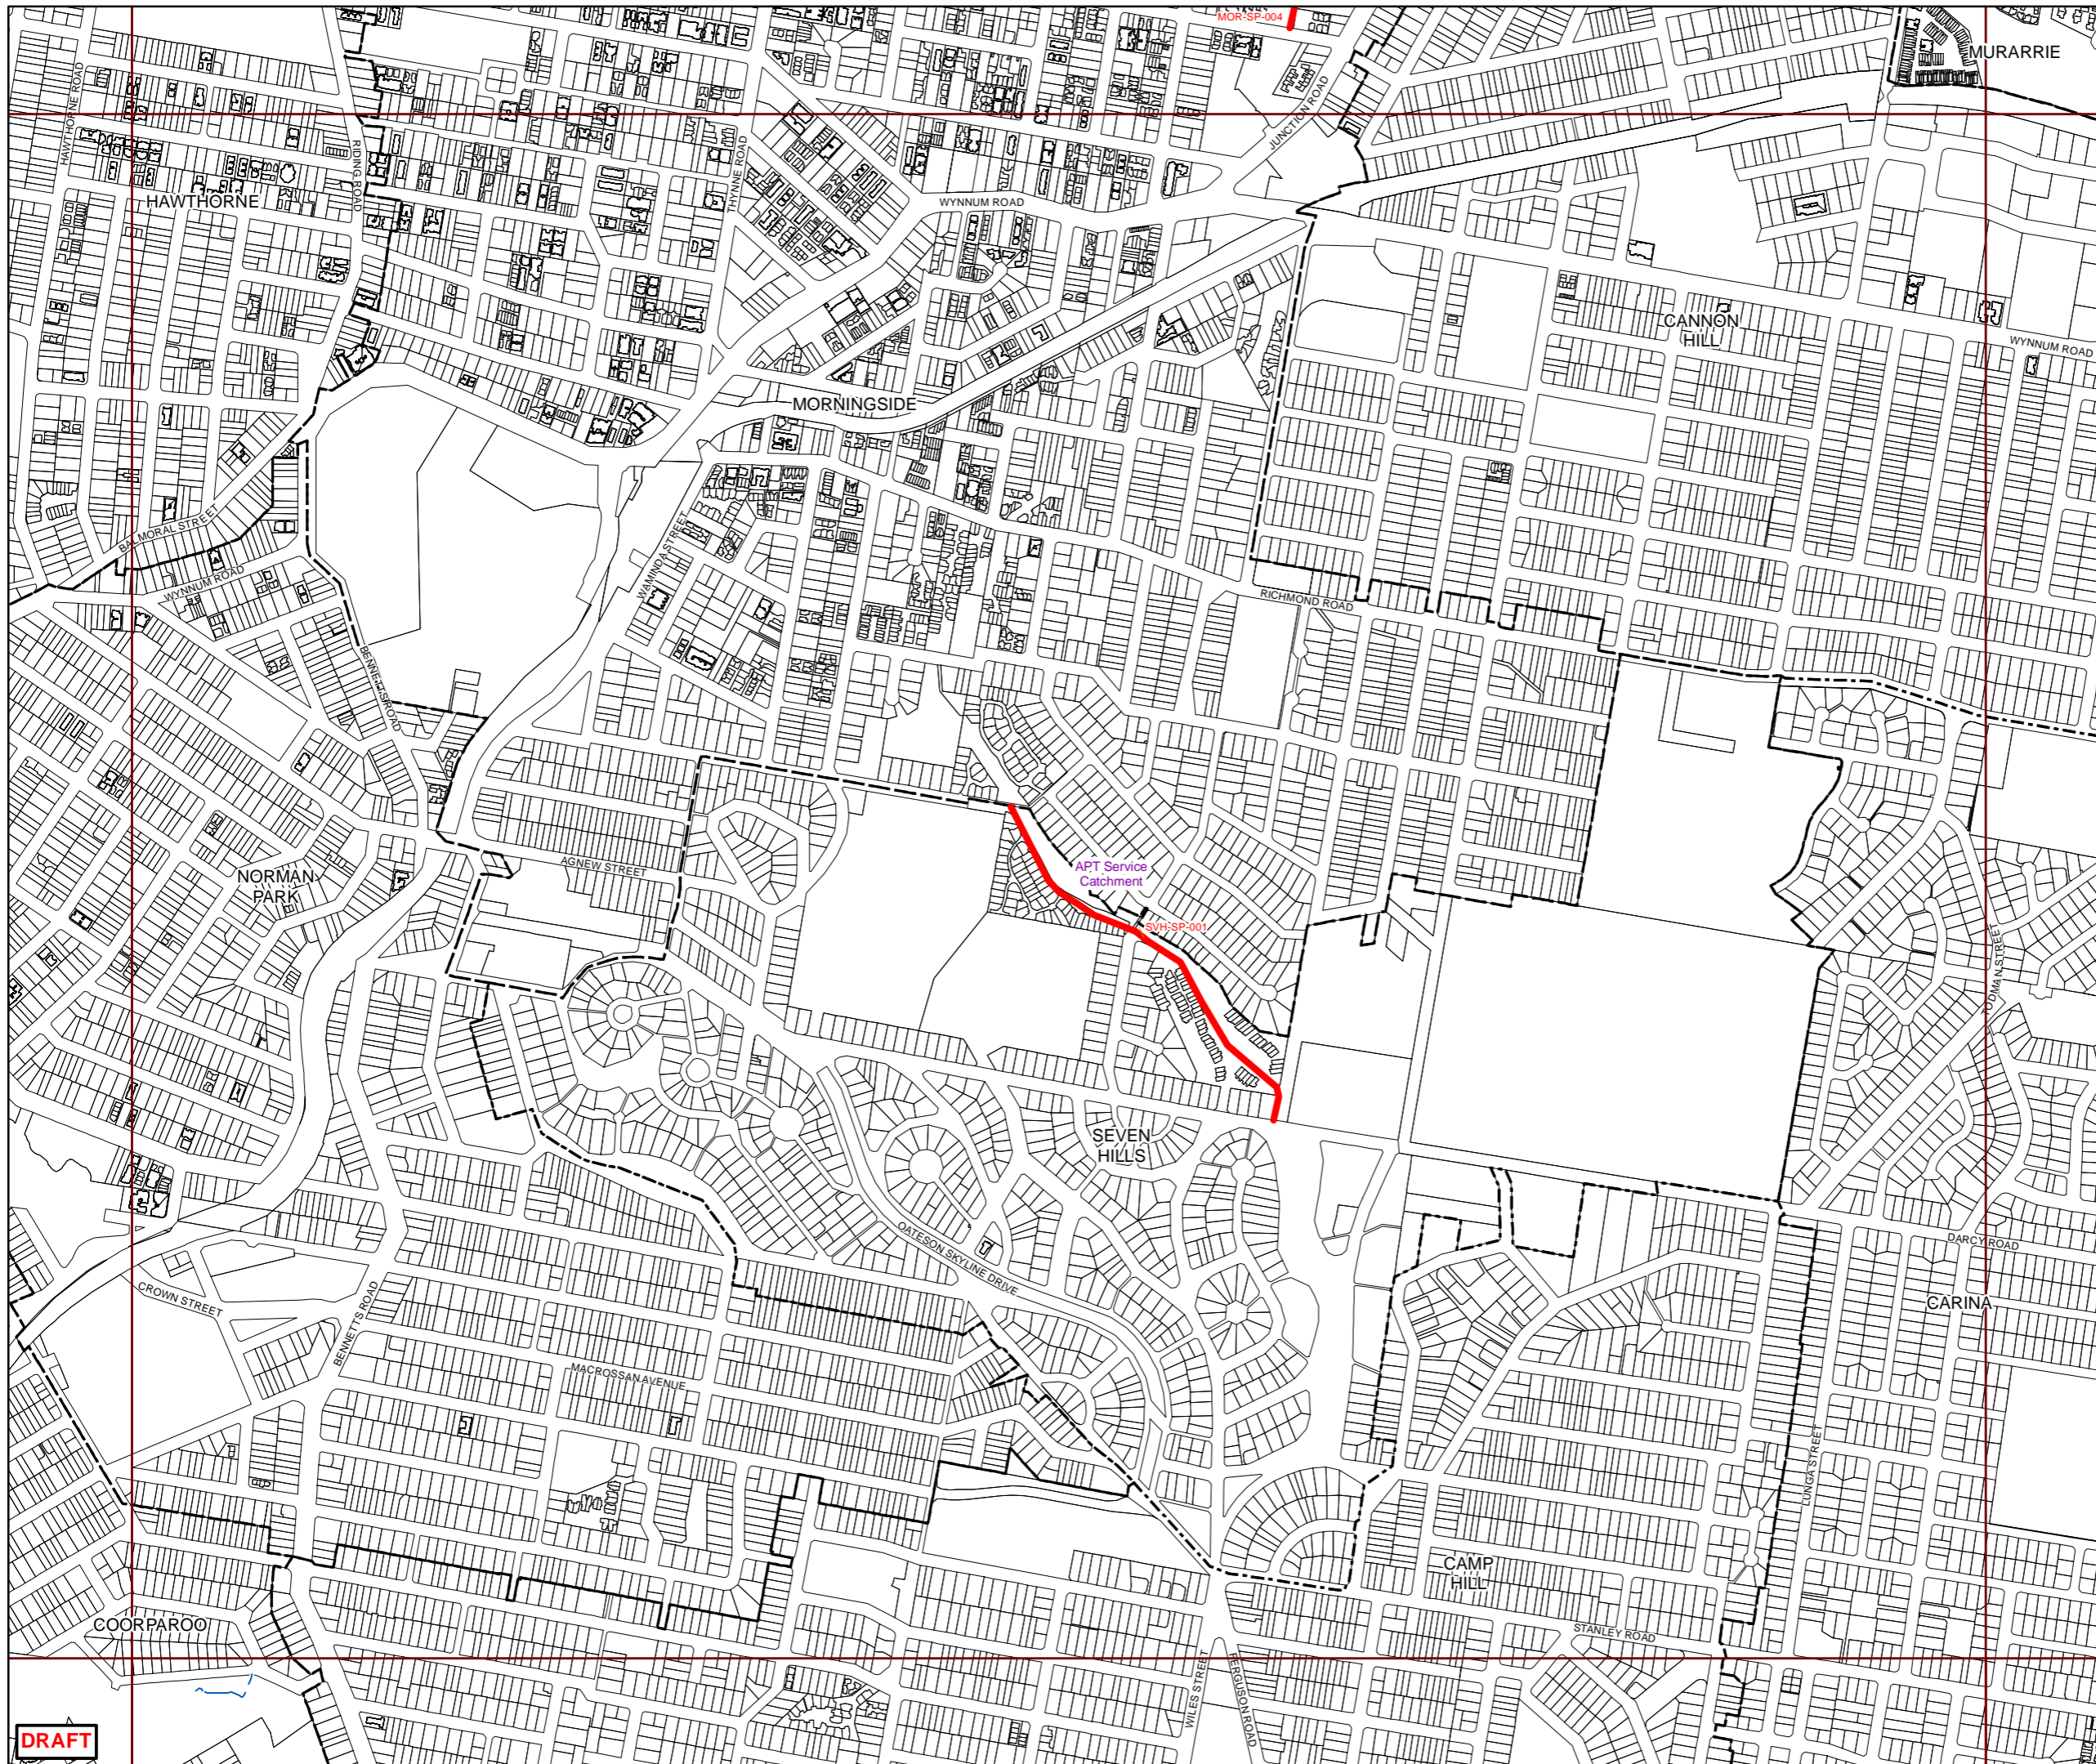 MOR-SP-004
MURARRIE
HAWTHORNE ROAD
JUNCTION ROAD
RIDING ROAD
THYNNE ROAD
HAWTHORNE
WYNNUM ROAD
CANNON
HILL
WYNNUM ROAD
MORNINGSIDE
BALMORAL STREET
WAMINDA STREET
WYNNUM ROAD
RICHMOND ROAD
BENNETTS ROAD
AGNEW STREET
APT Service
Catchment
NORMAN
PARK
SVH-SP-001
TODMAN STREET
SEVEN
HILLS
OATESON SKYLINE DRIVE
DARCY ROAD
CROWN STREET
CARINA
BENNETTS ROAD
MACROSSAN AVENUE
LUNGA STREET
CAMP
HILL
COORPAROO
STANLEY ROAD
WILES STREET
FERGUSON ROAD
DRAFT